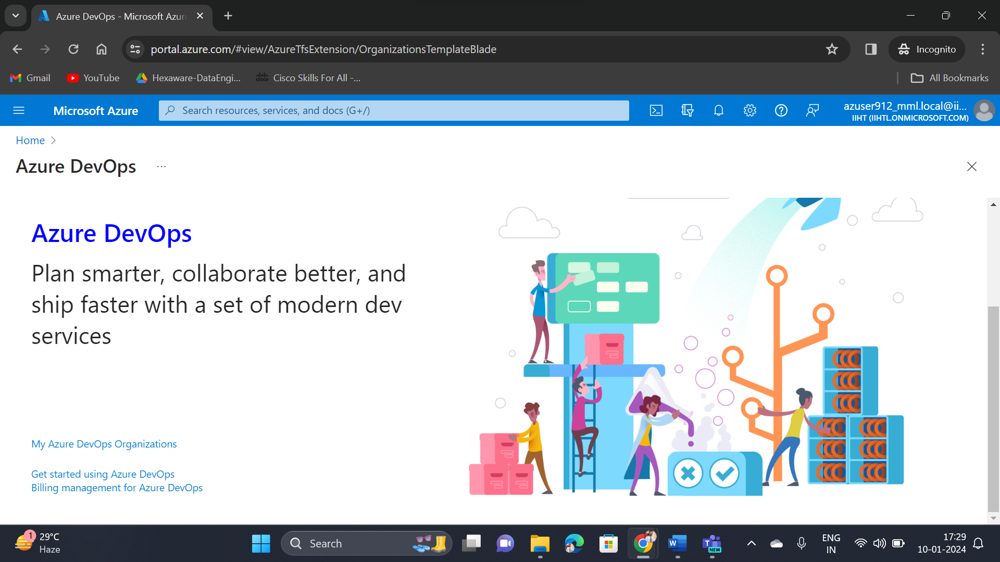 Azure DevOps - Microsoft Azur
portal.azure.com/#view/AzureTfsExtension/OrganizationsTemplateBlade
Incognito
Gmail
YouTube
Hexaware-DataEngi...
Cisco Skills For All -...
All Bookmarks
Microsoft Azure
Search resources, services, and docs (G+/)
azuser912_mml.local@ii...
IIHT (IIHTL.ONMICROSOFT.COM)
Home
Azure DevOps
...
Azure DevOps
Plan smarter, collaborate better, and
ship faster with a set of modern dev
services
My Azure DevOps Organizations
Get started using Azure DevOps
Billing management for Azure DevOps
1
29°C
Haze
Search
W
NEW
ENG
IN
17:29
10-01-2024